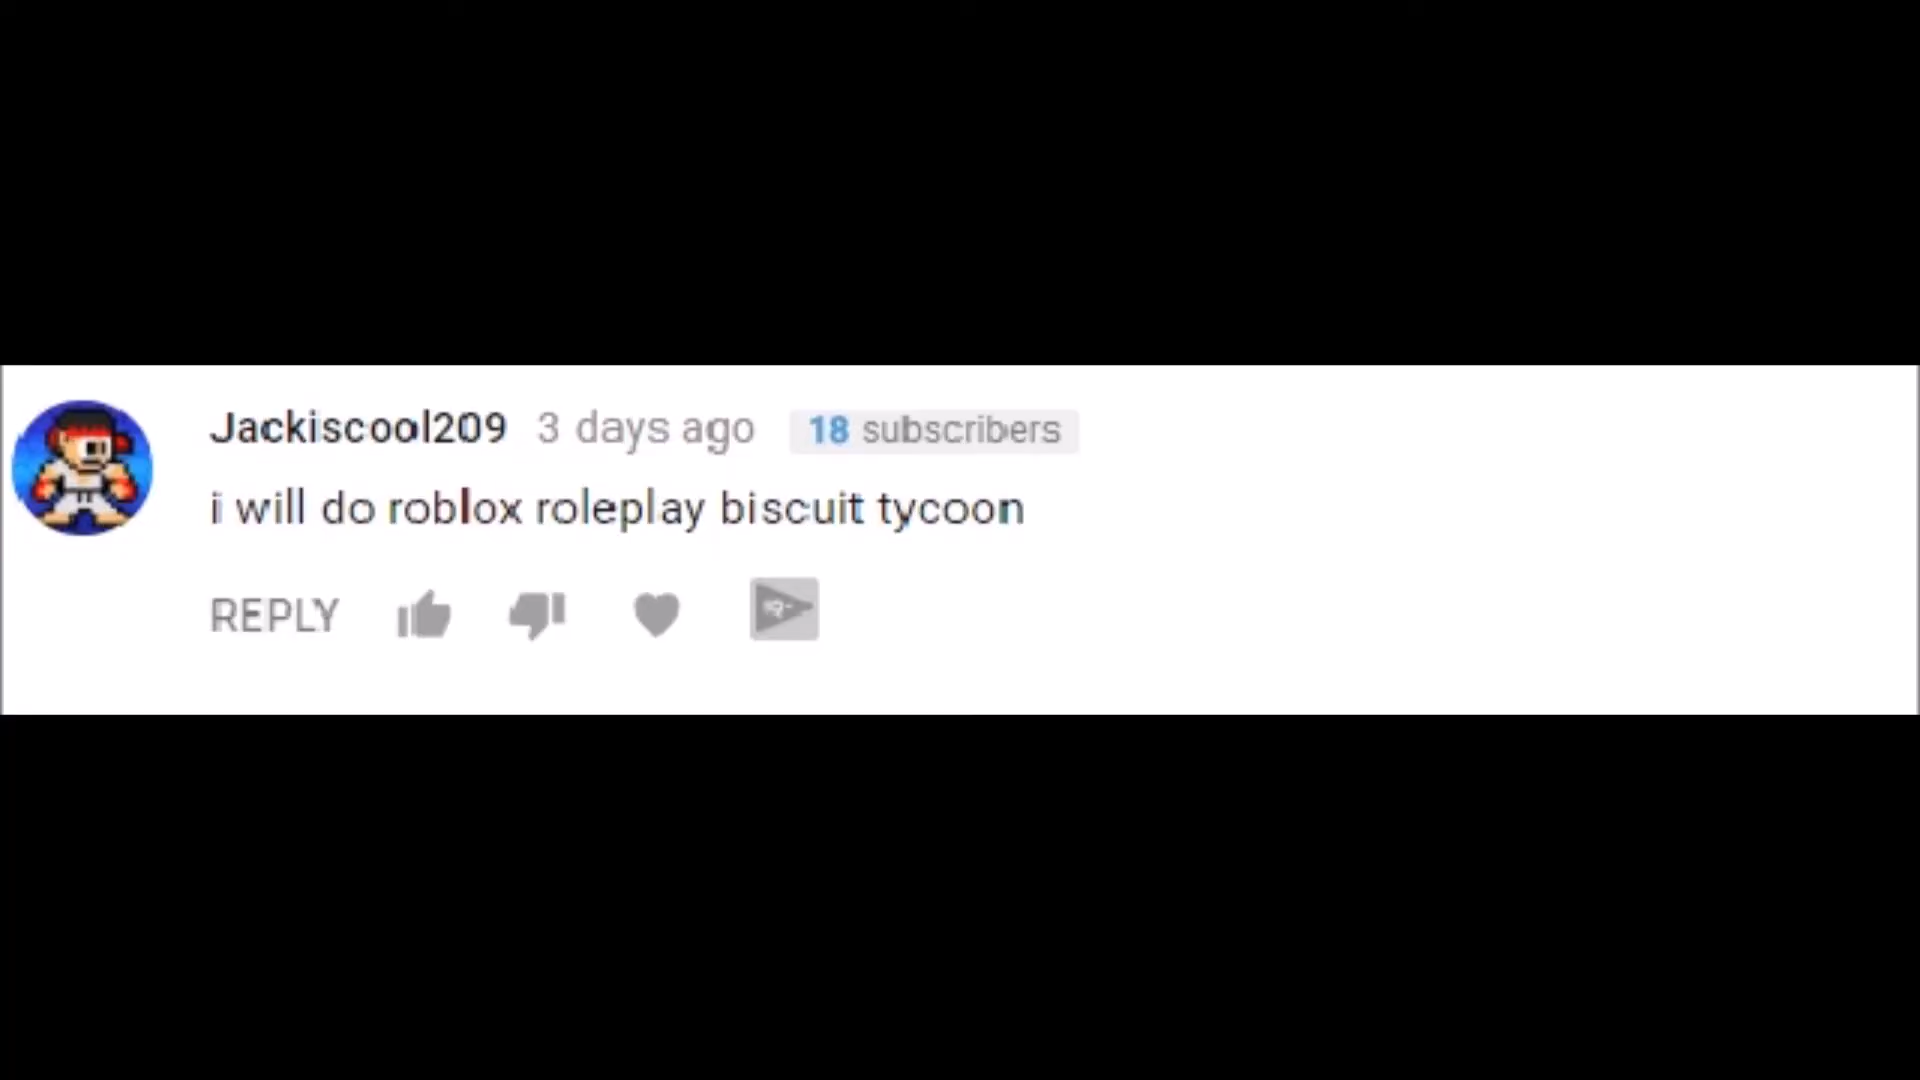 Jackiscool209 3 days ago 18 subscribers
i will do roblox roleplay biscuit tycoon
REPLY